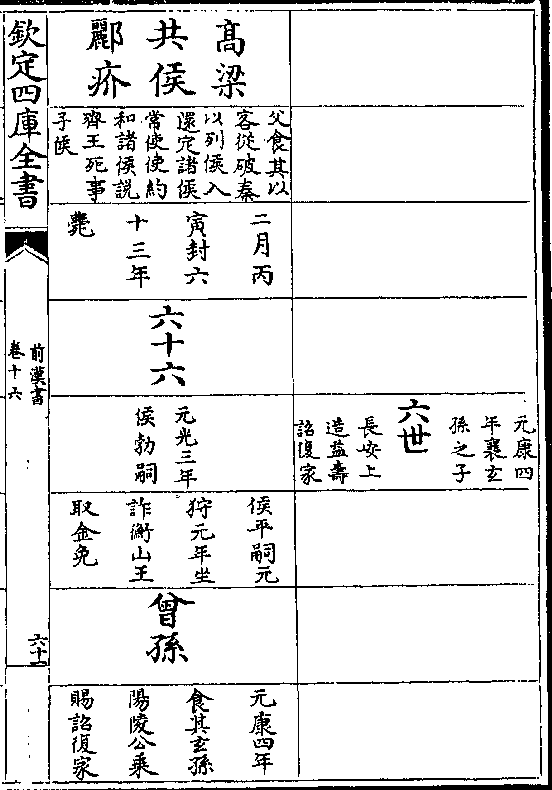 元康四
年襄玄
孫之子
六世
長安上
造益壽
詔復家
高梁
共侯
酈疥
父食其以
客從破秦
以列侯入
還定諸侯
常使使約
和諸侯説
齊王死事
子侯
二月丙
寅封六
十三年
薨
六十六
元光三年
侯勃嗣
侯平嗣元
狩元年坐
詐衡山王
取金免
曾孫
元康四年
食其玄孫
陽陵公乘
賜詔復家
欽定四庫全書
前漢書
卷十六
六十一